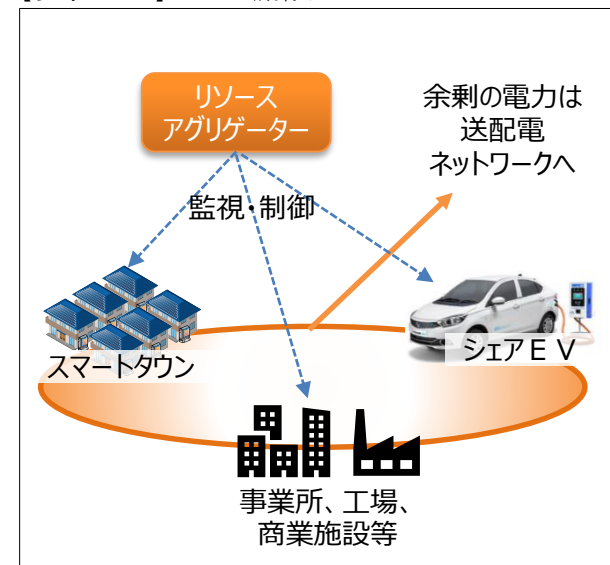 リソース
アグリゲーター
余剰の電力は
送配電
ネットワークへ
監視・制御
スマートタウン
シェアＥＶ
事業所、工場、
商業施設等